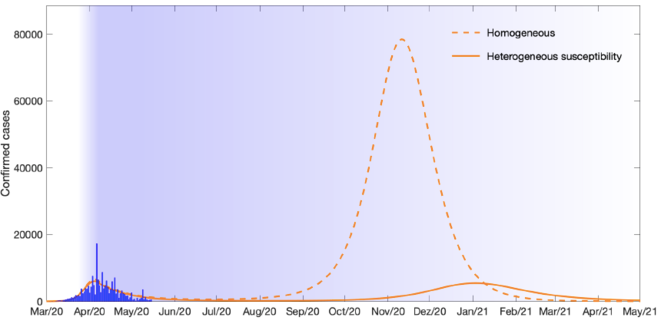 Confirmed cases
80000
60000
40000
20000
0
Homogeneous
Heterogeneous susceptibility
Mar/20 Apr/20 May/20 Jun/20 Jul/20 Aug/20 Sep/20 Oct/20 Nov/20 Dez/20 Jan/21 Feb/21 Mar/21 Apr/21 May/21